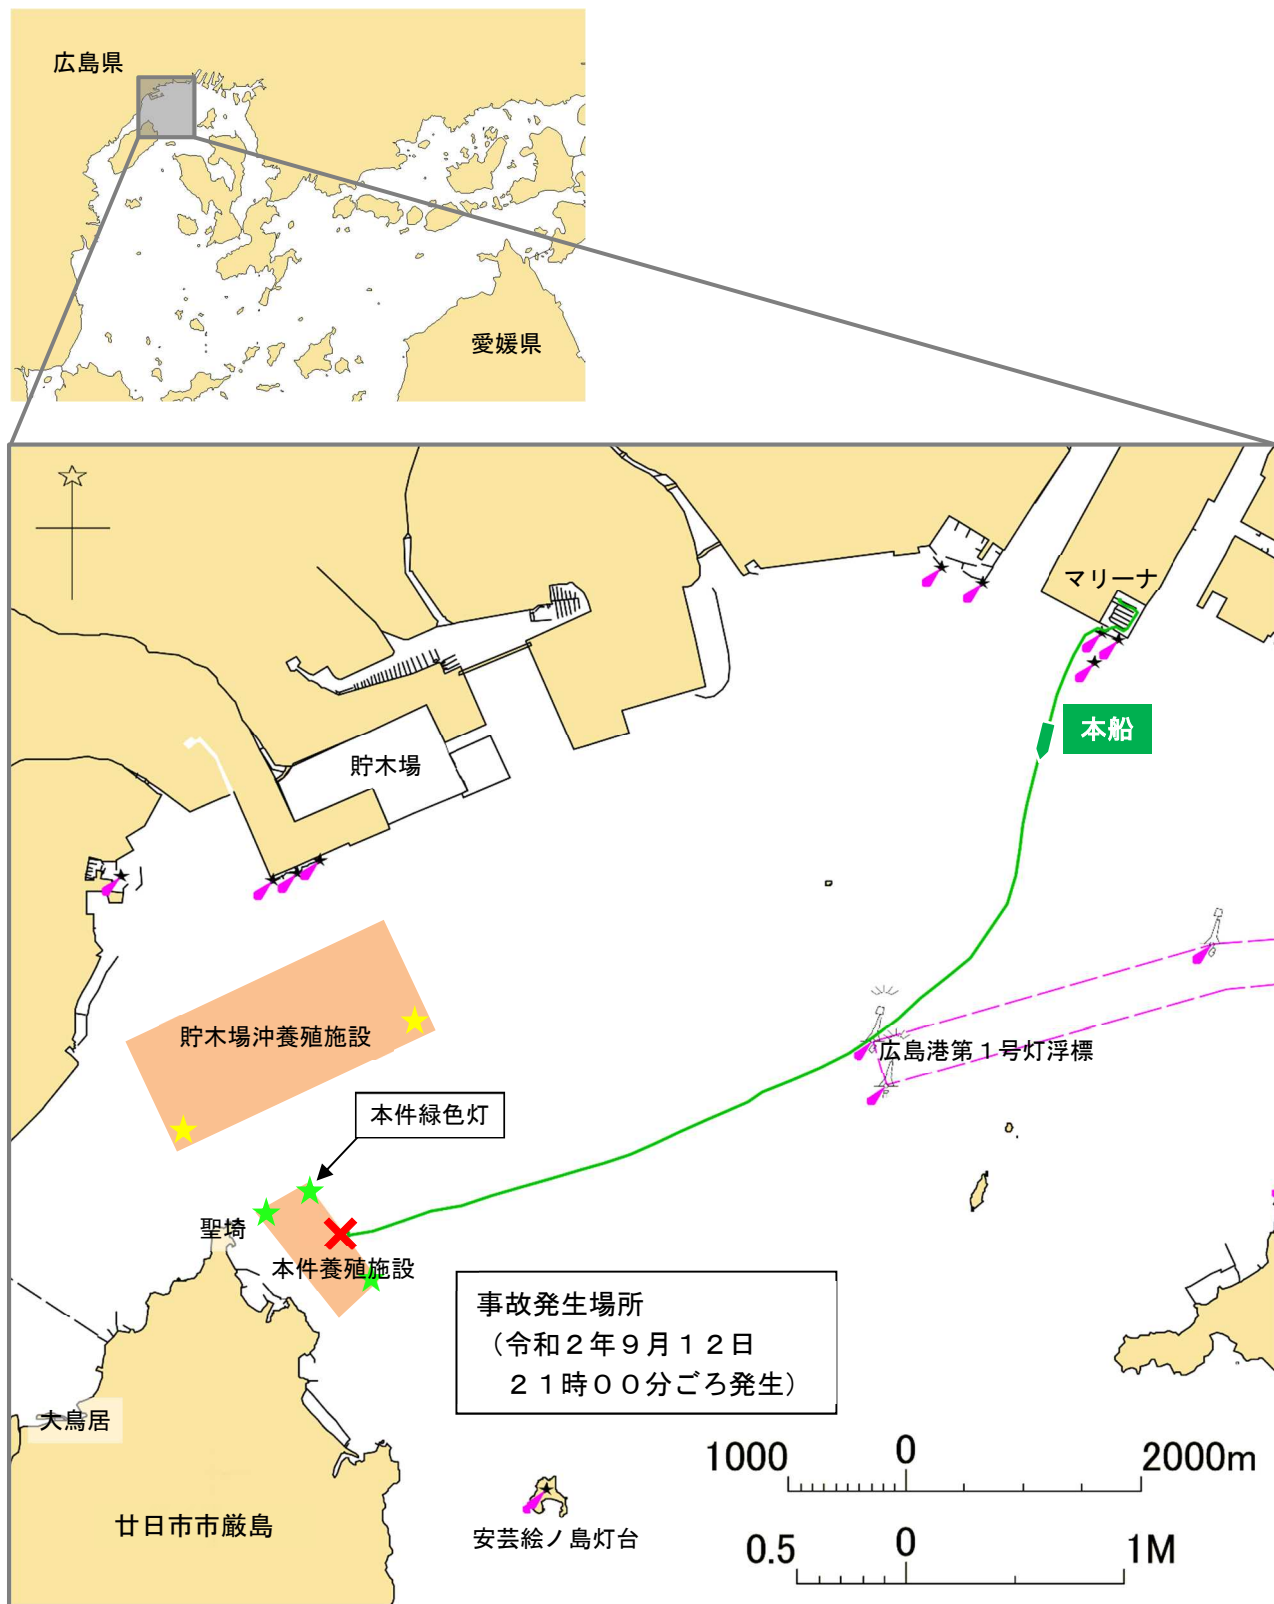 広島県
愛媛県
マリーナ
本船
貯木場
貯木場沖養殖施設
広島港第１号灯浮標
本件緑色灯
聖埼
本件養殖施設
事故発生場所
（令和２年９月１２日
２１時００分ごろ発生）
大鳥居
1000 0 2000m
廿日市市厳島
安芸絵ノ島灯台
0.5 0 1M